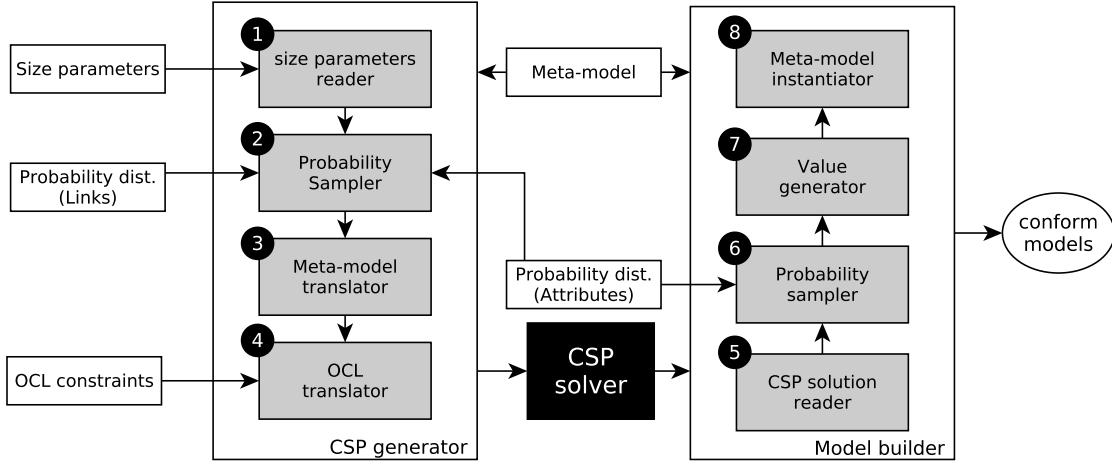 Size parameters
Probability dist.
(Links)
OCL constraints
1
size parameters
reader
2
Probability
Sampler
3
Meta-model
translator
4
OCL
translator
CSP generator
Meta-model
Probability dist.
(Attributes)
CSP
solver
8
Meta-model
instantiator
7
Value
generator
6
Probability
sampler
5
CSP solution
reader
Model builder
conform
models